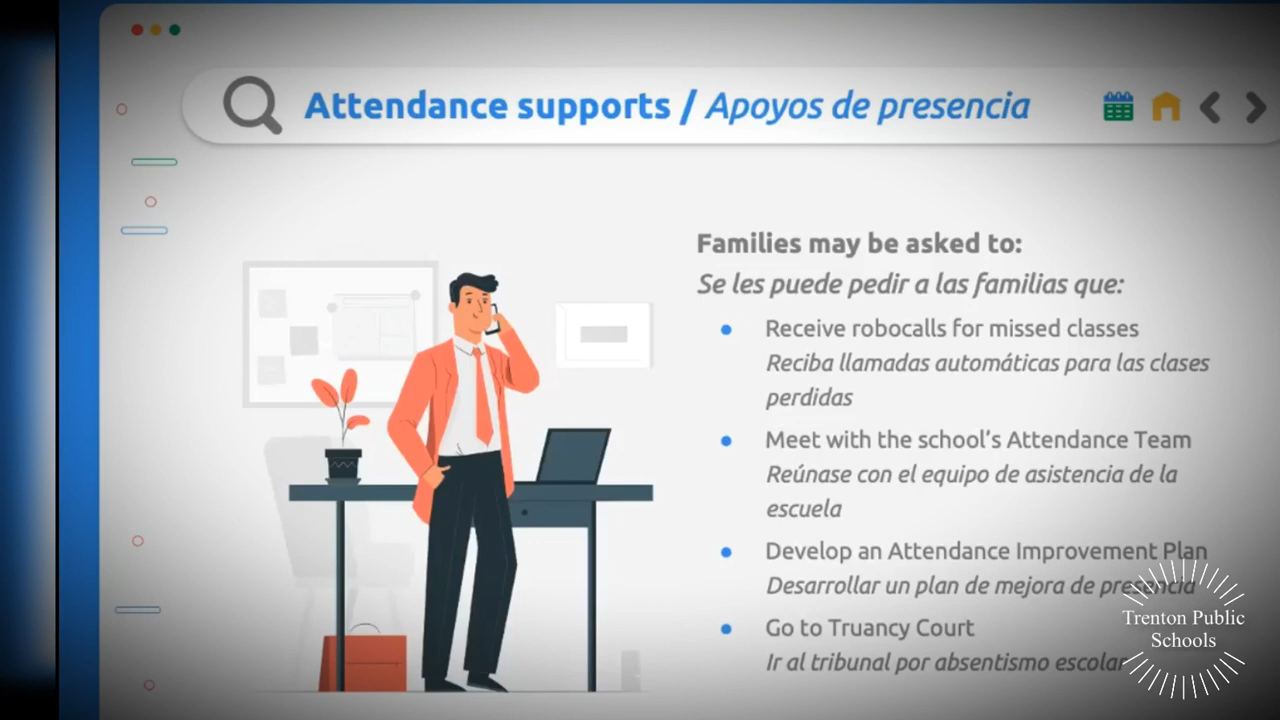 Attendance supports / Apoyos de presencia
Families may be asked to:
Se les puede pedir a las familias que:
Receive robocalls for missed classes
Reciba llamadas automáticas para las clases
perdidas
Meet with the school's Attendance Team
Reúnase con el equipo de asistencia de la
escuela
Develop an Attendance Improvement Plan
Desarrollar un plan de mejora de presencia
Go to Truancy Court
Ir al tribunal por absentismo escolar
Trenton Public
Schools